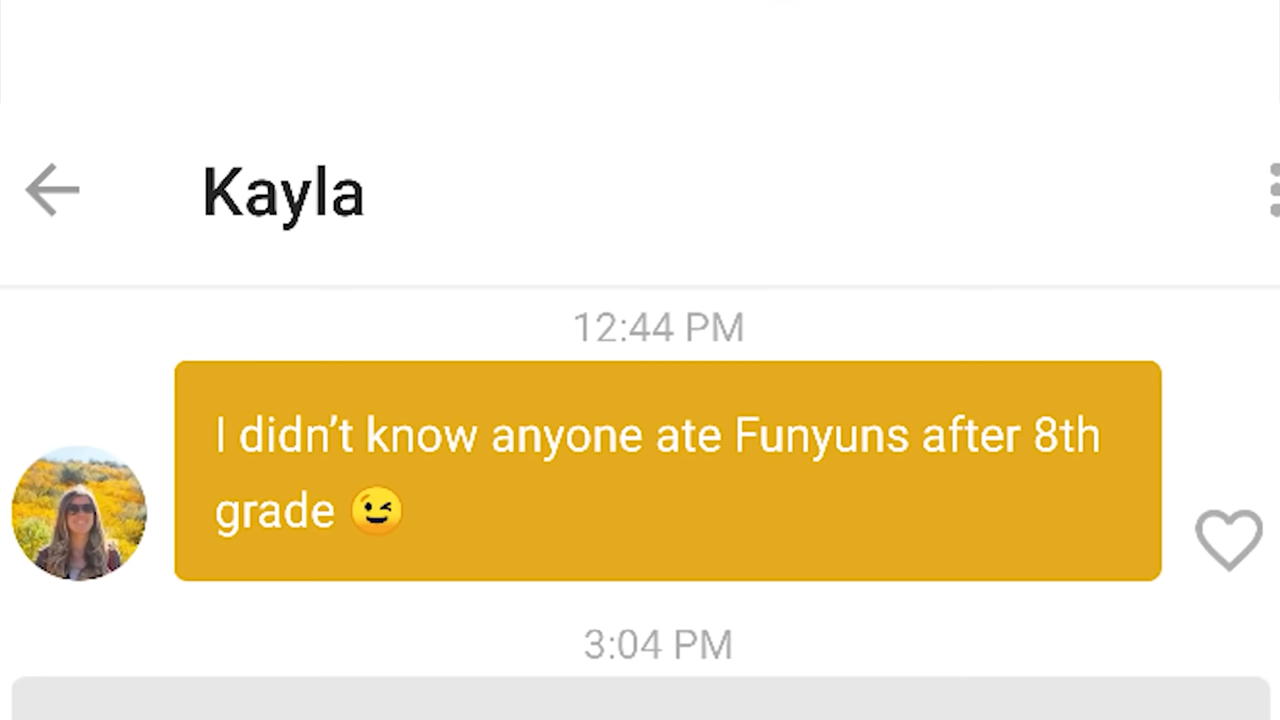 Kayla
12:44 PM
I didn’t know anyone ate Funyuns after 8th
grade 😉
3:04 PM